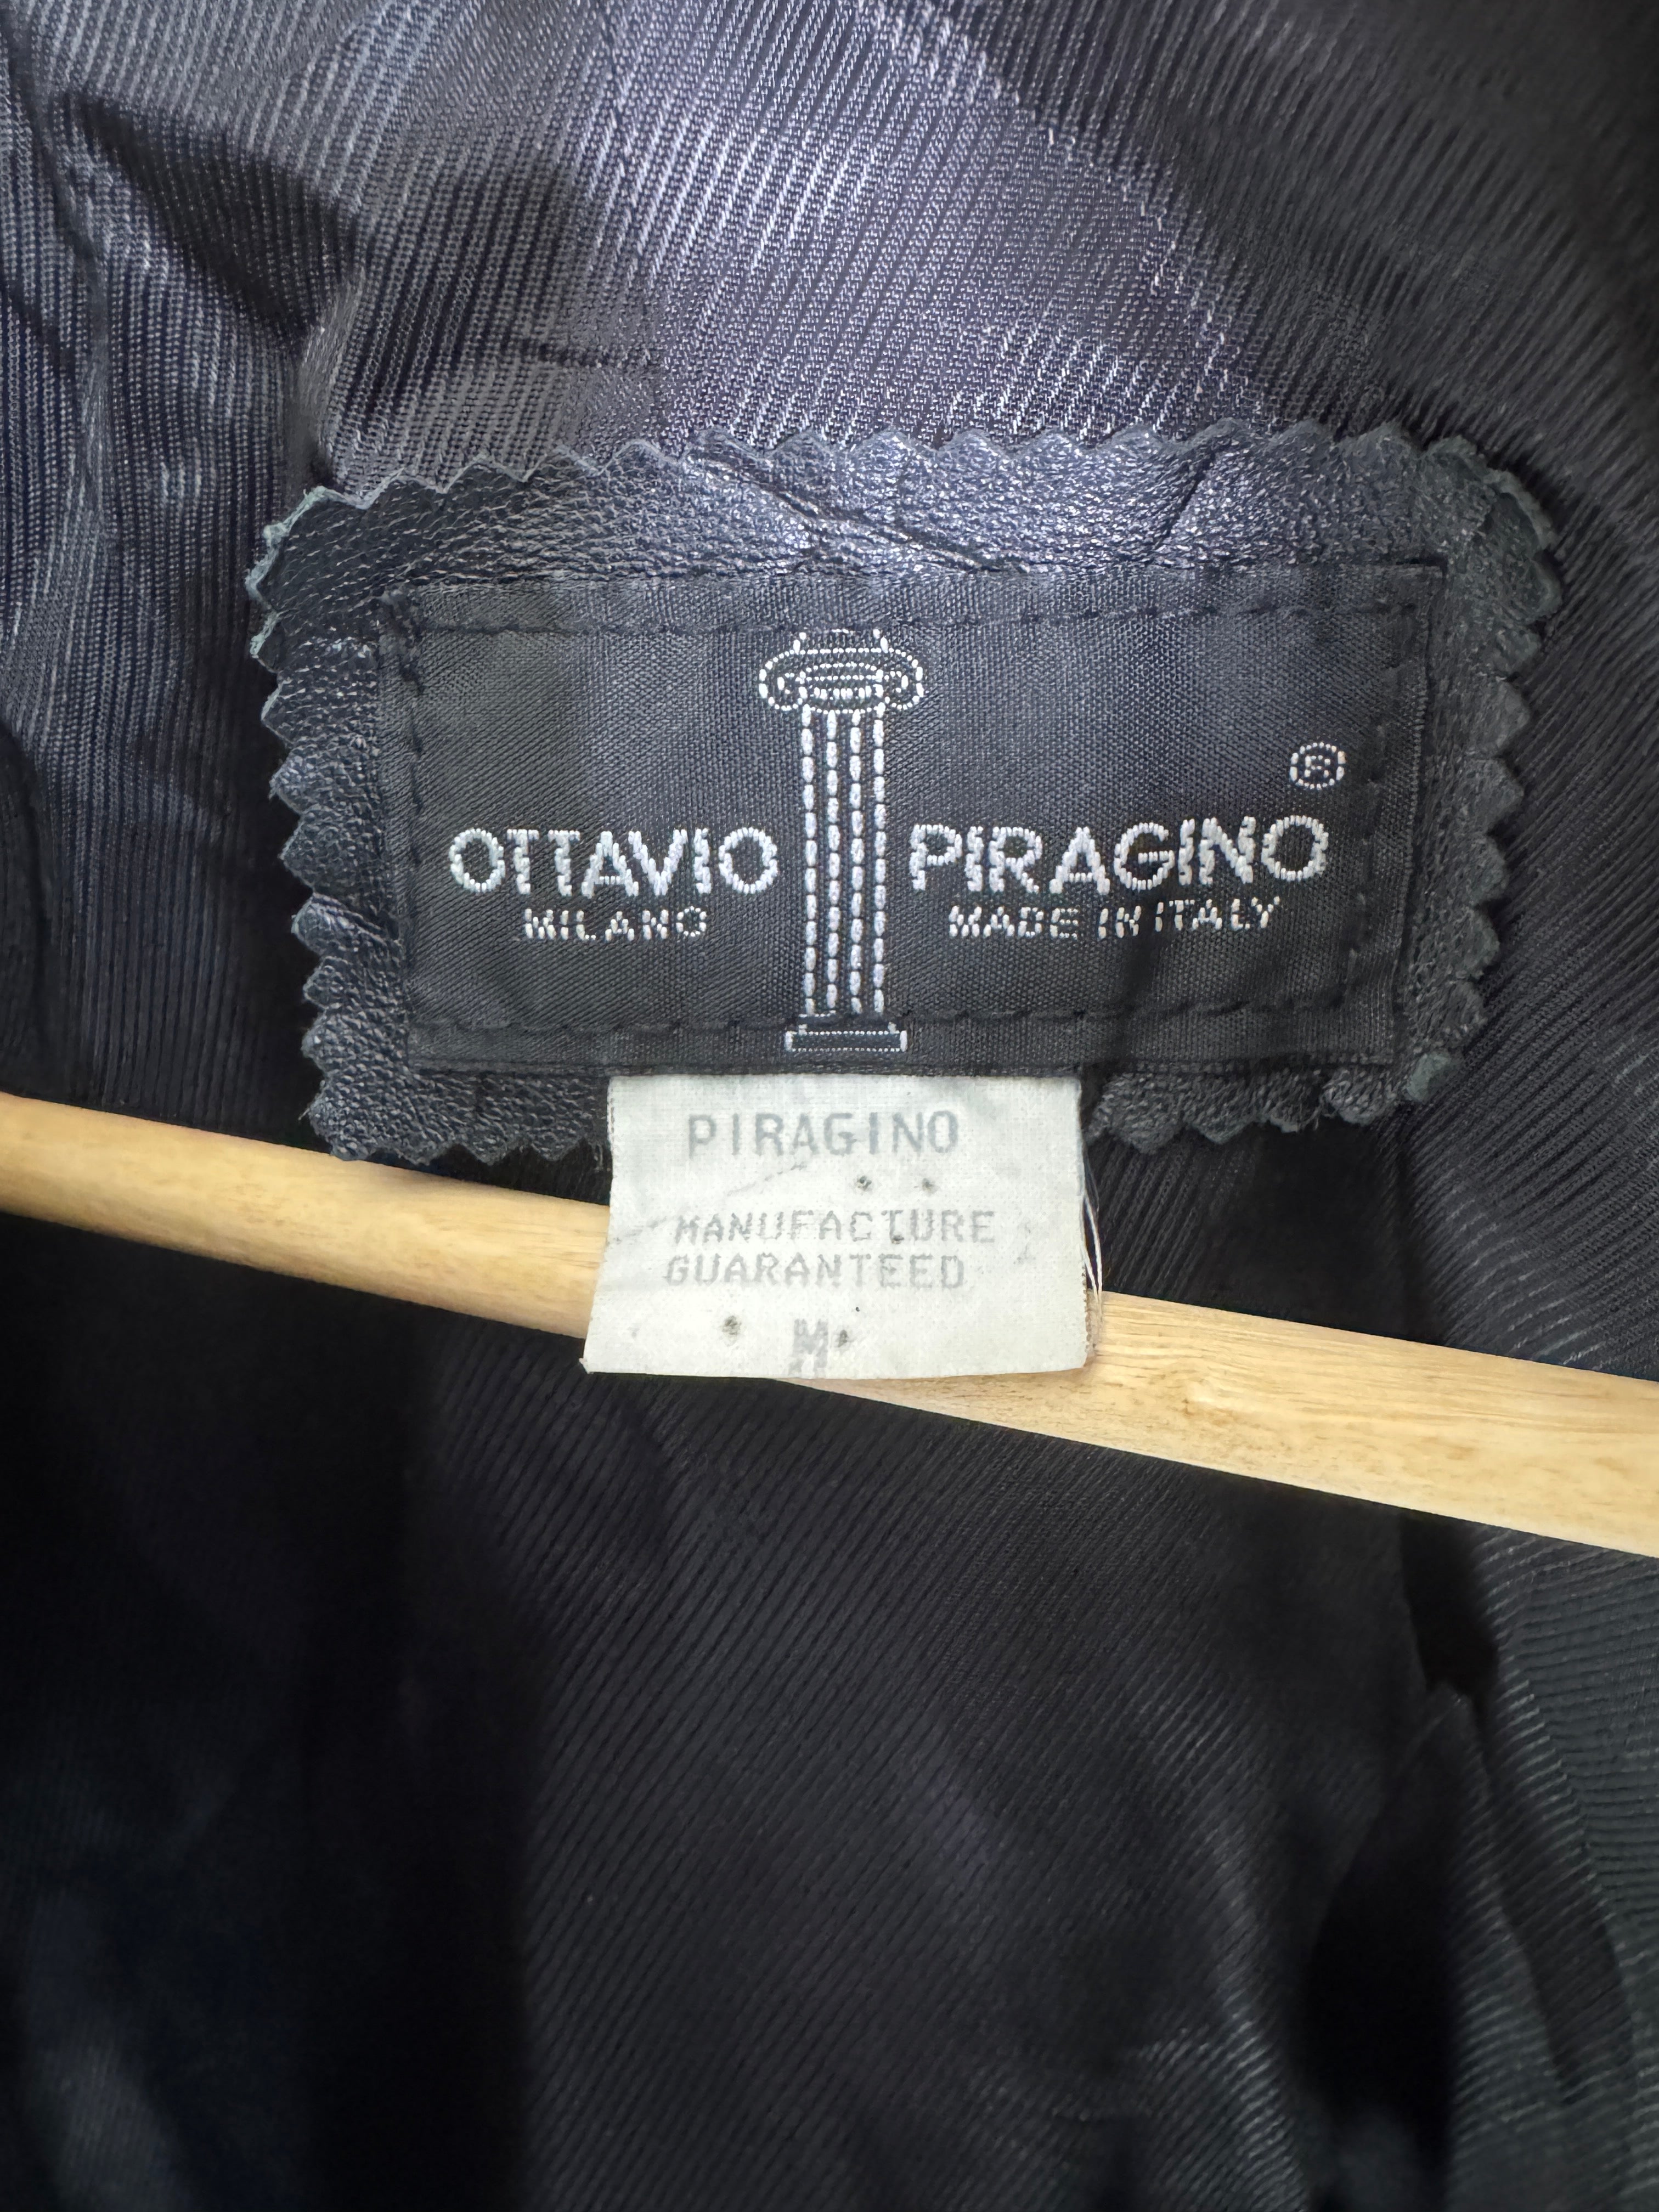 ®
OTTAVIO PIRAGINO
MILANO MADE IN ITALY
PIRAGINO
MANUFACTURE
GUARANTEED
M